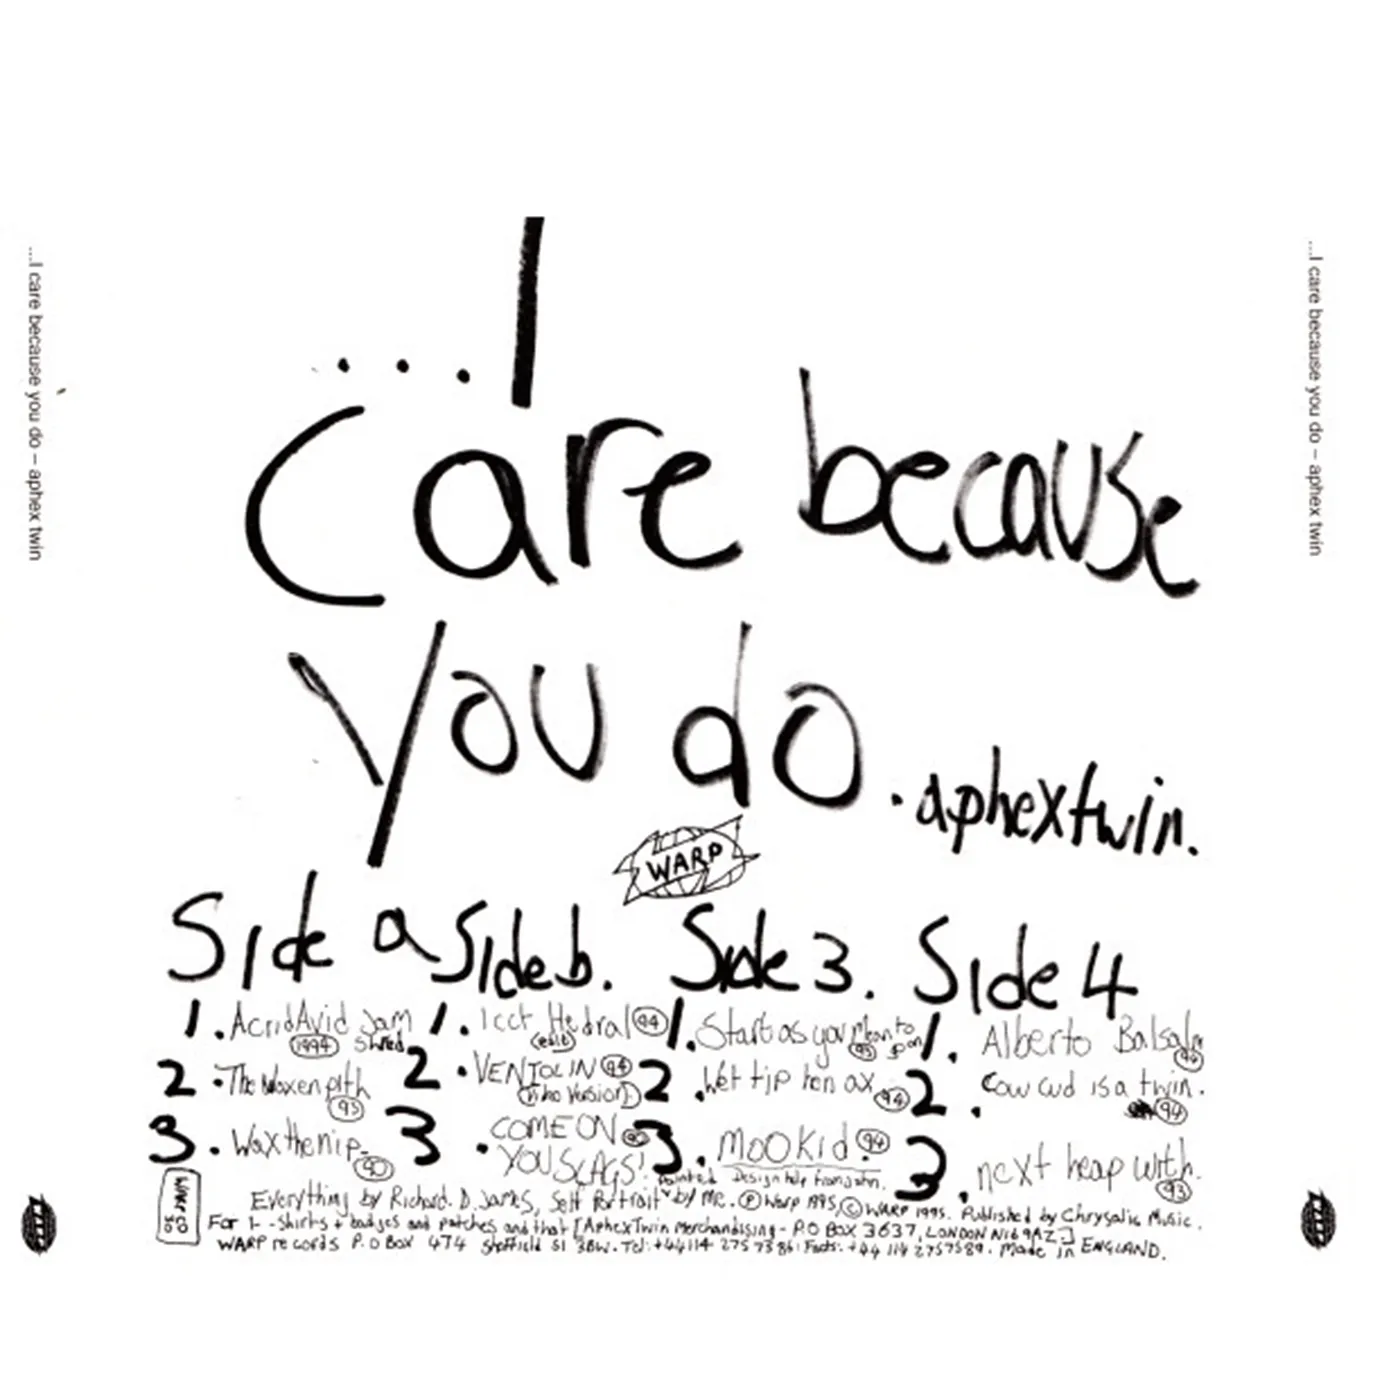 ...I care because you do – aphex twin
...I
care because
you do . aphextwin.
WARP
Side a
1. AcridAvid Jam
1994 Shred
2. The Waxen pith
93
3. Wax the nip
90
Side b.
1. Icct Hedral 94
(edit)
2. VENTOLIN 94
(        Version)
3. COME ON 90
YOU SLAGS!
Side 3.
1. Start as you Mean to
93 go on
2. Wet tip hen ax 94
3. MOOKid 94
Side 4
1. Alberto Balsalm
94
2. Cow cud is a twin.
94
3. next heap with.
93
Painted Design help from John.
Everything by Richard. D. James, Self Portrait by Me. ℗ Warp 1995, © WARP 1995. Published by Chrysalis Music.
For T-Shirts + badges and patches and that [AphexTwin Merchandising - P.O BOX 3637, LONDON N16 9AZ.]
WARP records P.O Box 474 Sheffield S1 3BW. Tel: +44114 275 73 86: Facts: +44 114 2757589. Made in ENGLAND.
WARP CD
30
...I care because you do – aphex twin